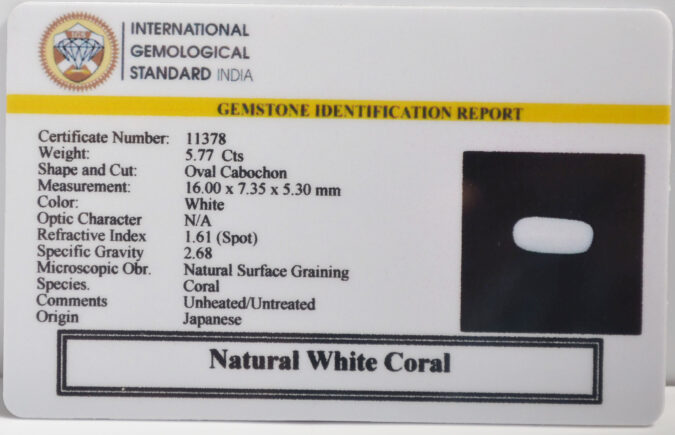 INTERNATIONAL
GEMOLOGICAL
STANDARD INDIA
GEMSTONE IDENTIFICATION REPORT
Certificate Number: 11378
Weight: 5.77 Cts
Shape and Cut: Oval Cabochon
Measurement: 16.00 x 7.35 x 5.30 mm
Color: White
Optic Character N/A
Refractive Index 1.61 (Spot)
Specific Gravity 2.68
Microscopic Obr. Natural Surface Graining
Species. Coral
Comments Unheated/Untreated
Origin Japanese
Natural White Coral